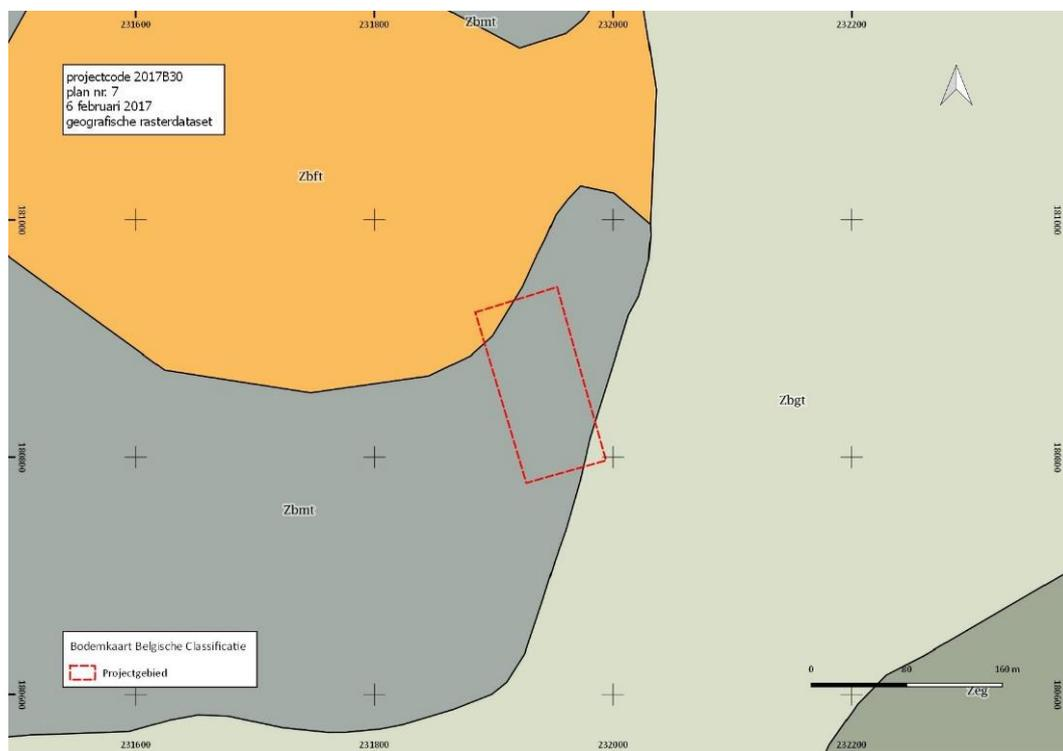 231600
231800
Zbmt
232000
232200
projectcode 2017B30
plan nr. 7
6 februari 2017
geografische rasterdataset
Zbft
181000
181000
Zbgt
180800
180800
Zbmt
Bodemkaart Belgische Classificatie
Projectgebied
0
80
160 m
Zeg
180600
180600
231600
231800
232000
232200